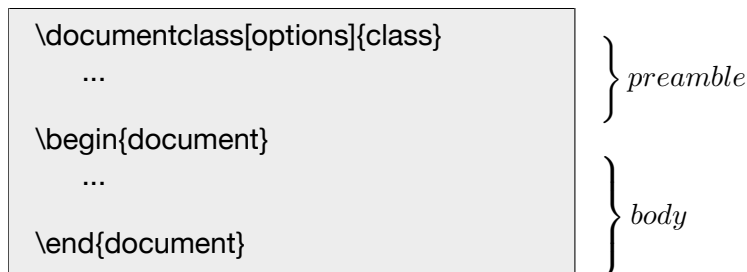 \documentclass[options]{class}
...
preamble
\begin{document}
...
body
\end{document}